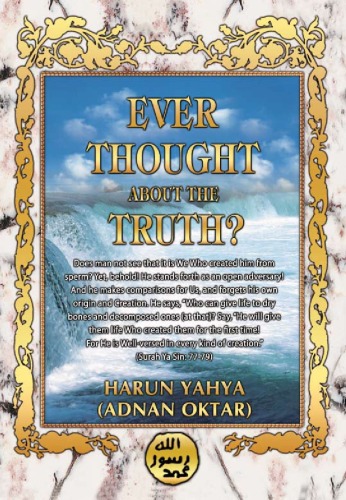 EVER
THOUGHT
ABOUT THE
TRUTH?
Does man not see that it is We Who created him from
sperm? Yet, behold! He stands forth as an open adversary!
And he makes comparisons for Us, and forgets his own
origin and Creation. He says, "Who can give life to dry
bones and decomposed ones (at that)? Say, "He will give
them life Who created them for the first time!
For He is Well-versed in every kind of creation."
(Surah Ya Sin: 77-79)
HARUN YAHYA
(ADNAN OKTAR)
الله
رسور
محمد